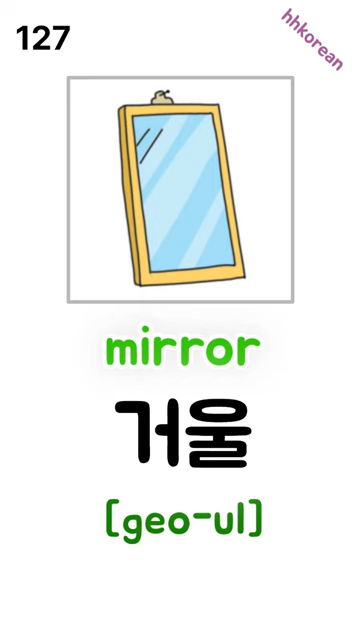 127
hhkorean
mirror
거울
[geo-ul]